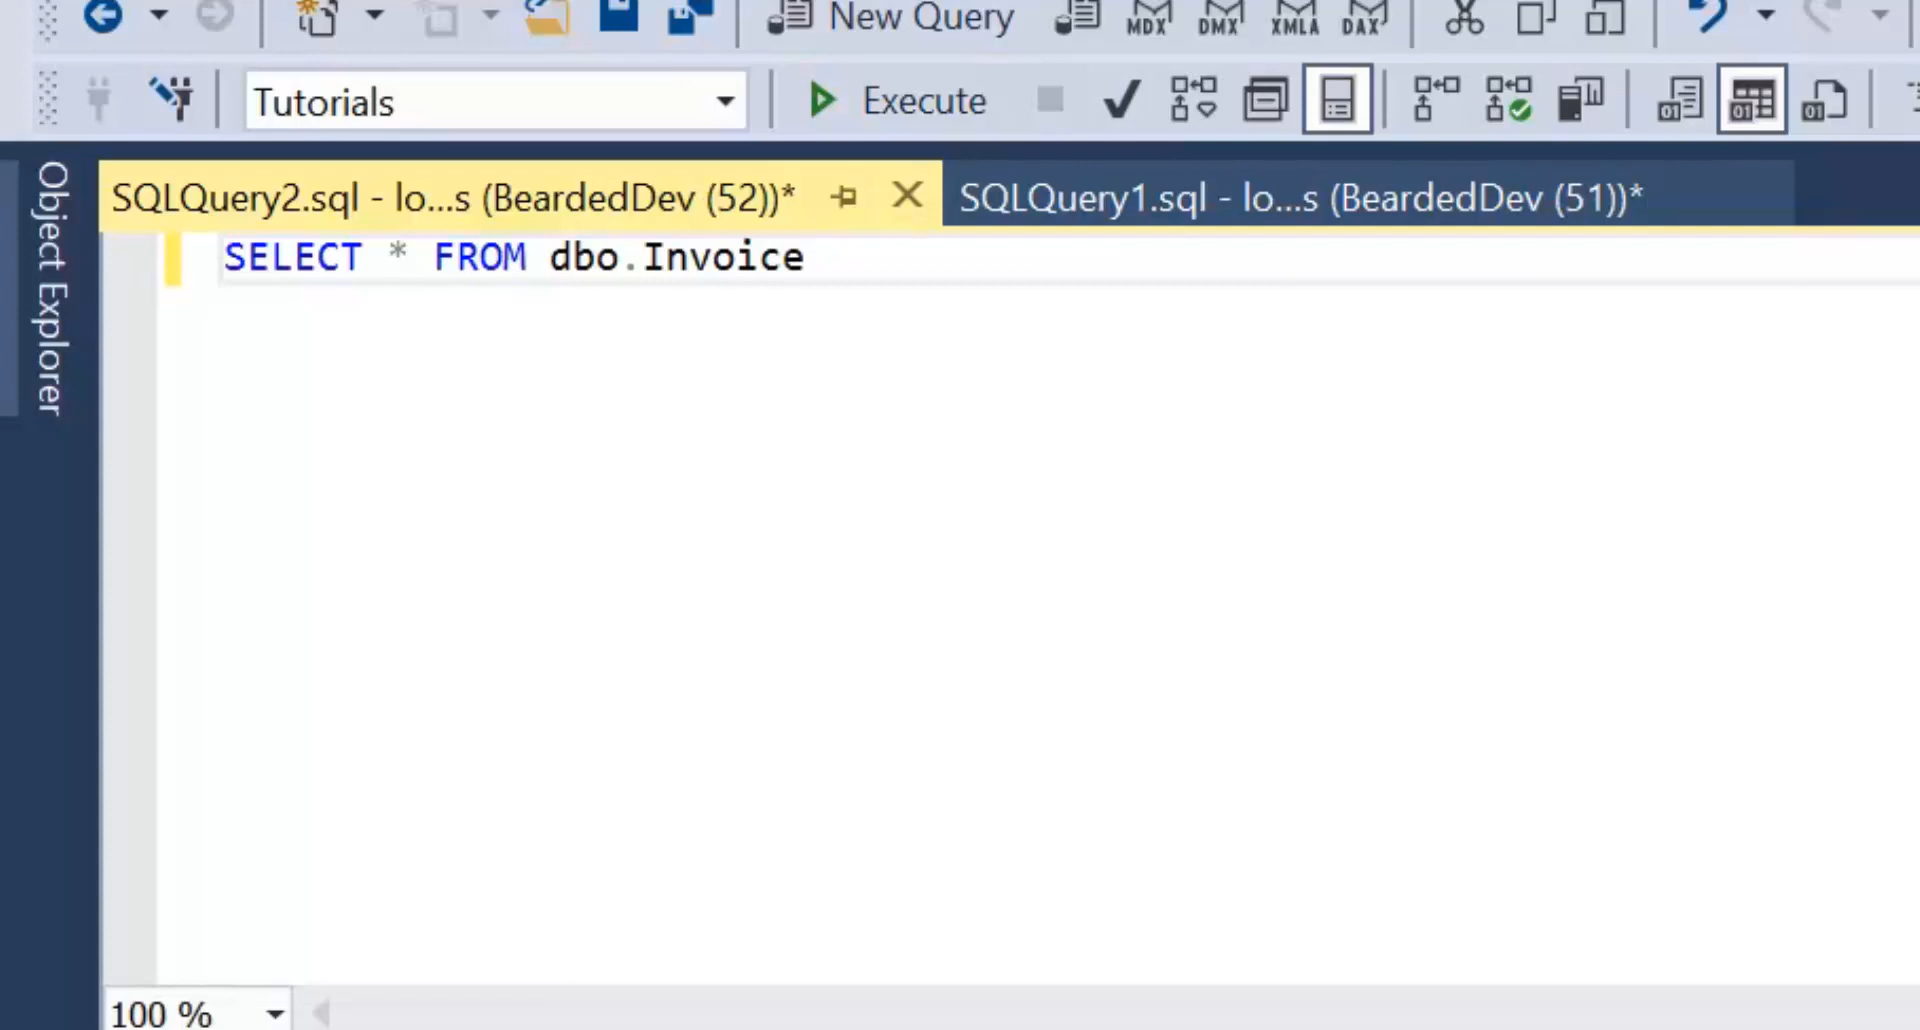 New Query MDX DMX XMLA DAX
Tutorials Execute
Object Explorer
SQLQuery2.sql - lo...s (BeardedDev (52))* SQLQuery1.sql - lo...s (BeardedDev (51))*
SELECT * FROM dbo.Invoice
100 %